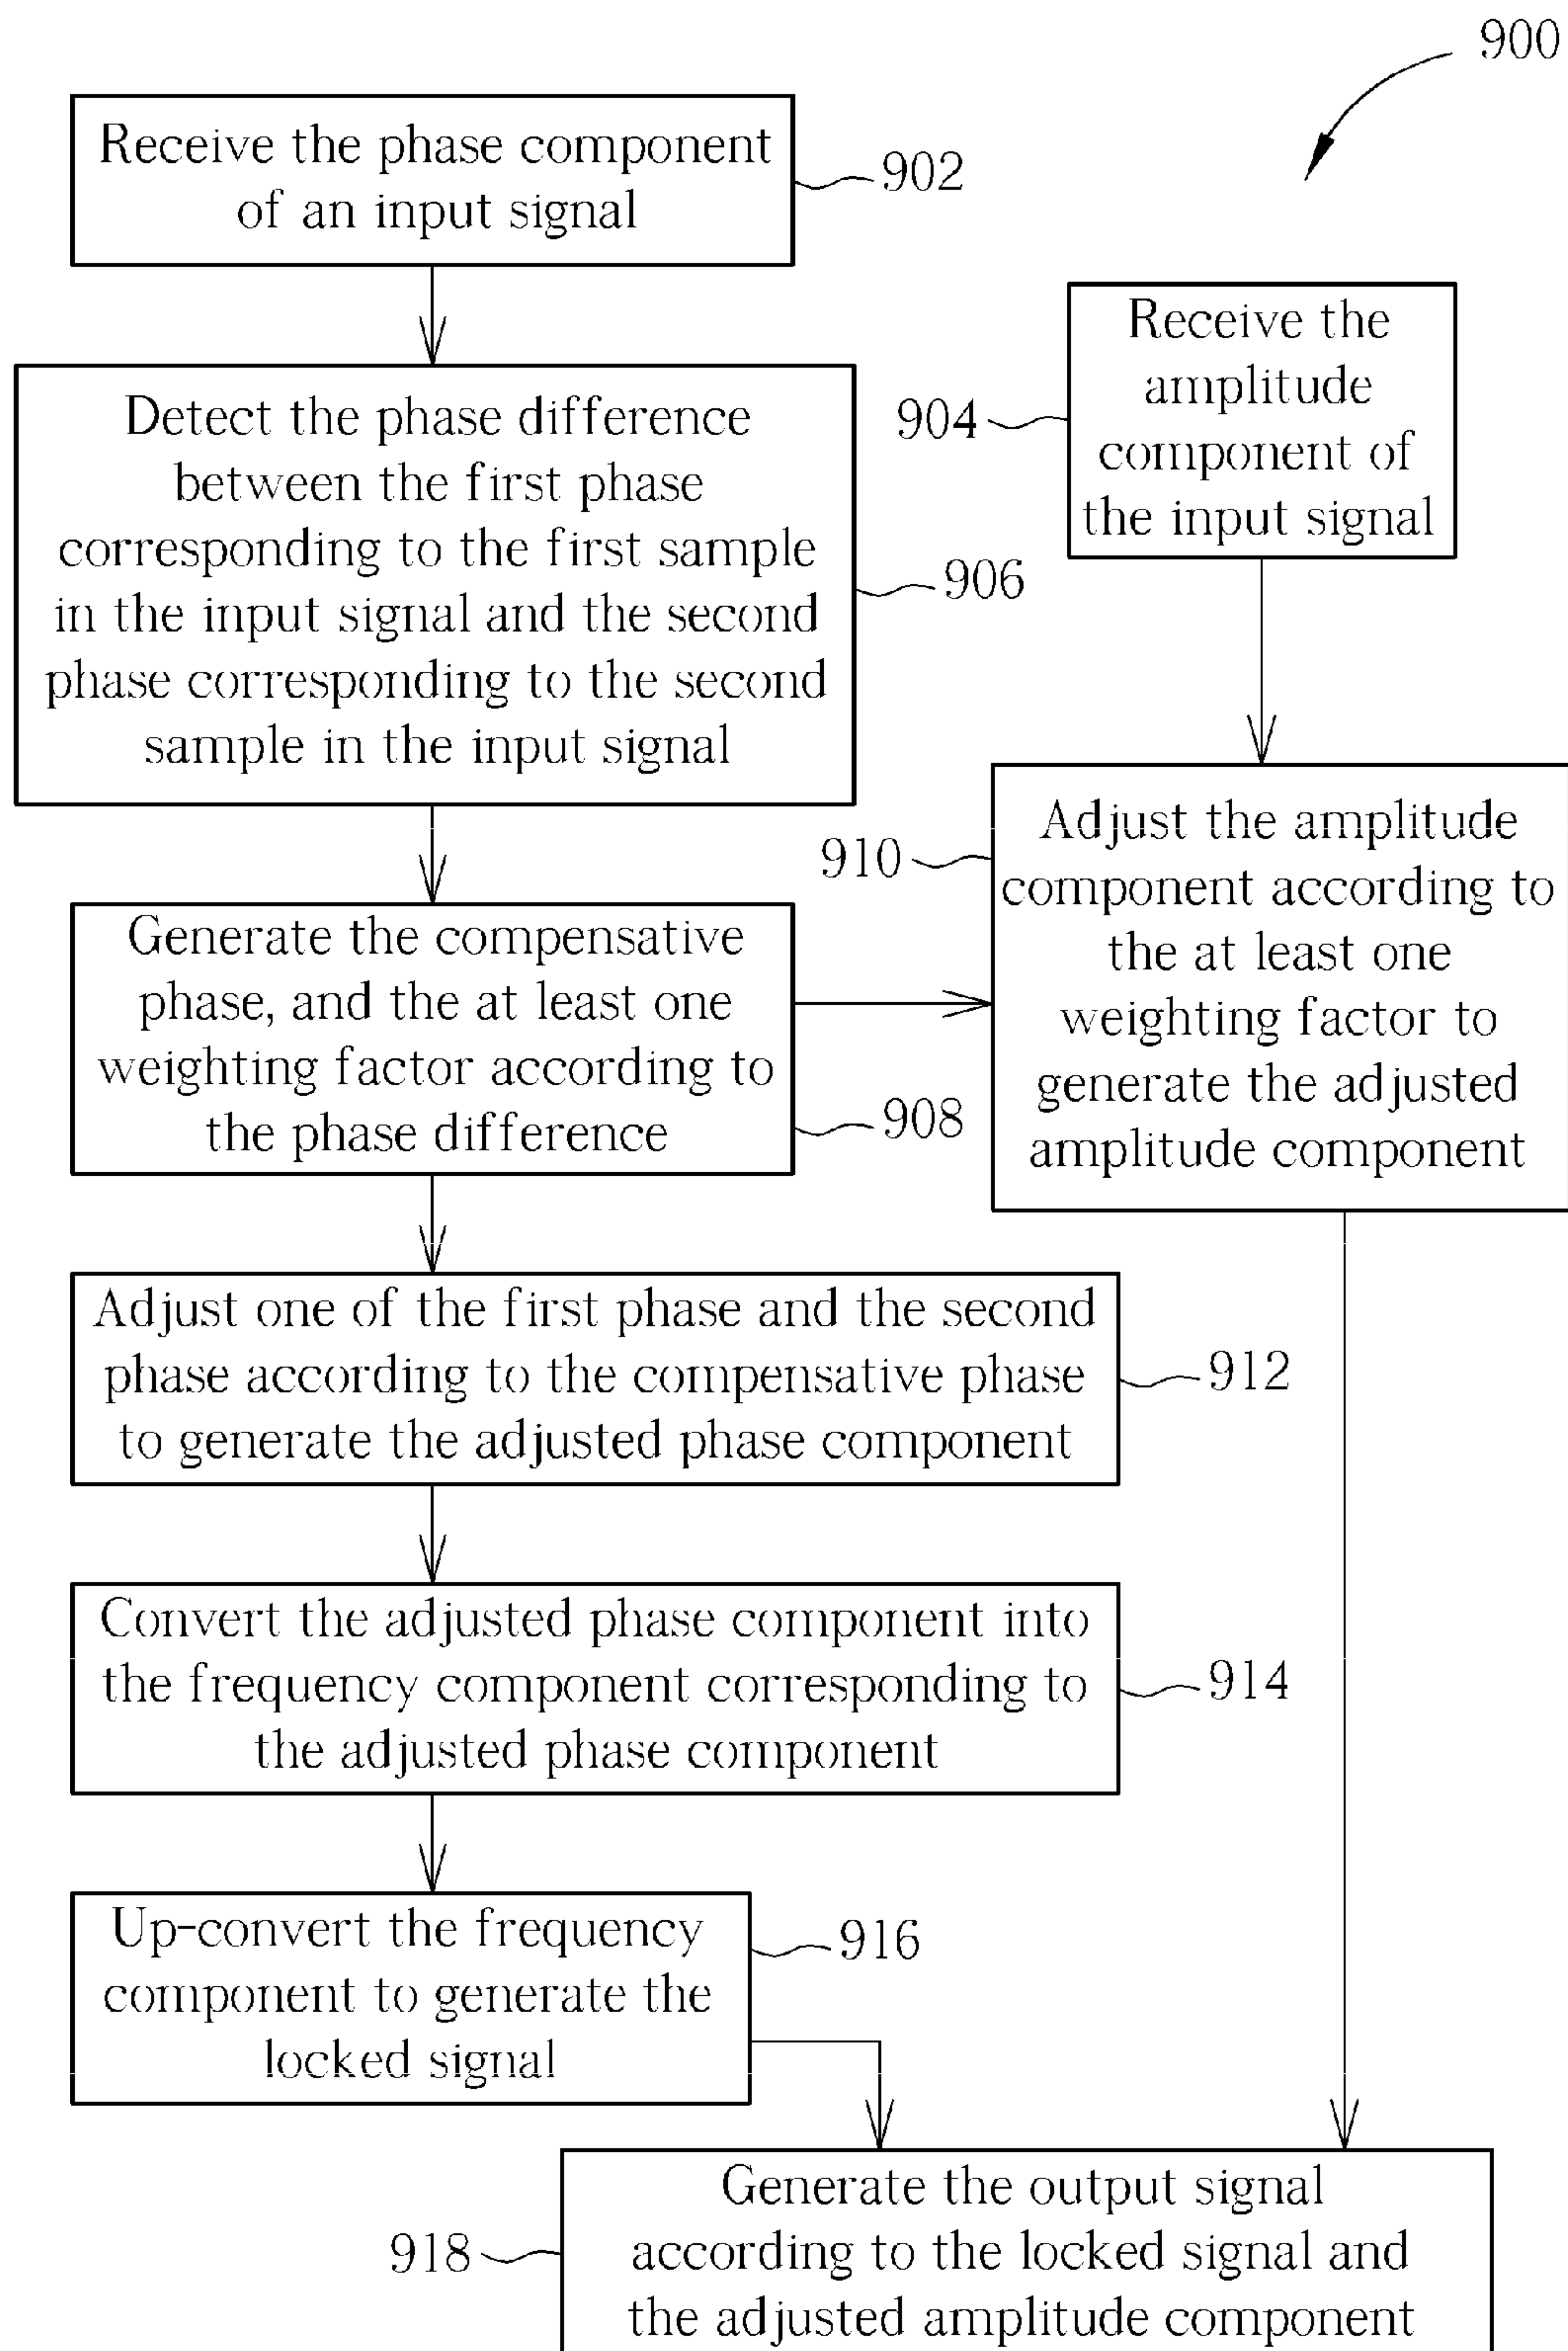 900
Receive the phase component
of an input signal
902
Receive the
amplitude
component of
the input signal
904
Detect the phase difference
between the first phase
corresponding to the first sample
in the input signal and the second
phase corresponding to the second
sample in the input signal
906
Generate the compensative
phase, and the at least one
weighting factor according to
the phase difference
908
910
Adjust the amplitude
component according to
the at least one
weighting factor to
generate the adjusted
amplitude component
Adjust one of the first phase and the second
phase according to the compensative phase
to generate the adjusted phase component
912
Convert the adjusted phase component into
the frequency component corresponding to
the adjusted phase component
914
Up-convert the frequency
component to generate the
locked signal
916
918
Generate the output signal
according to the locked signal and
the adjusted amplitude component